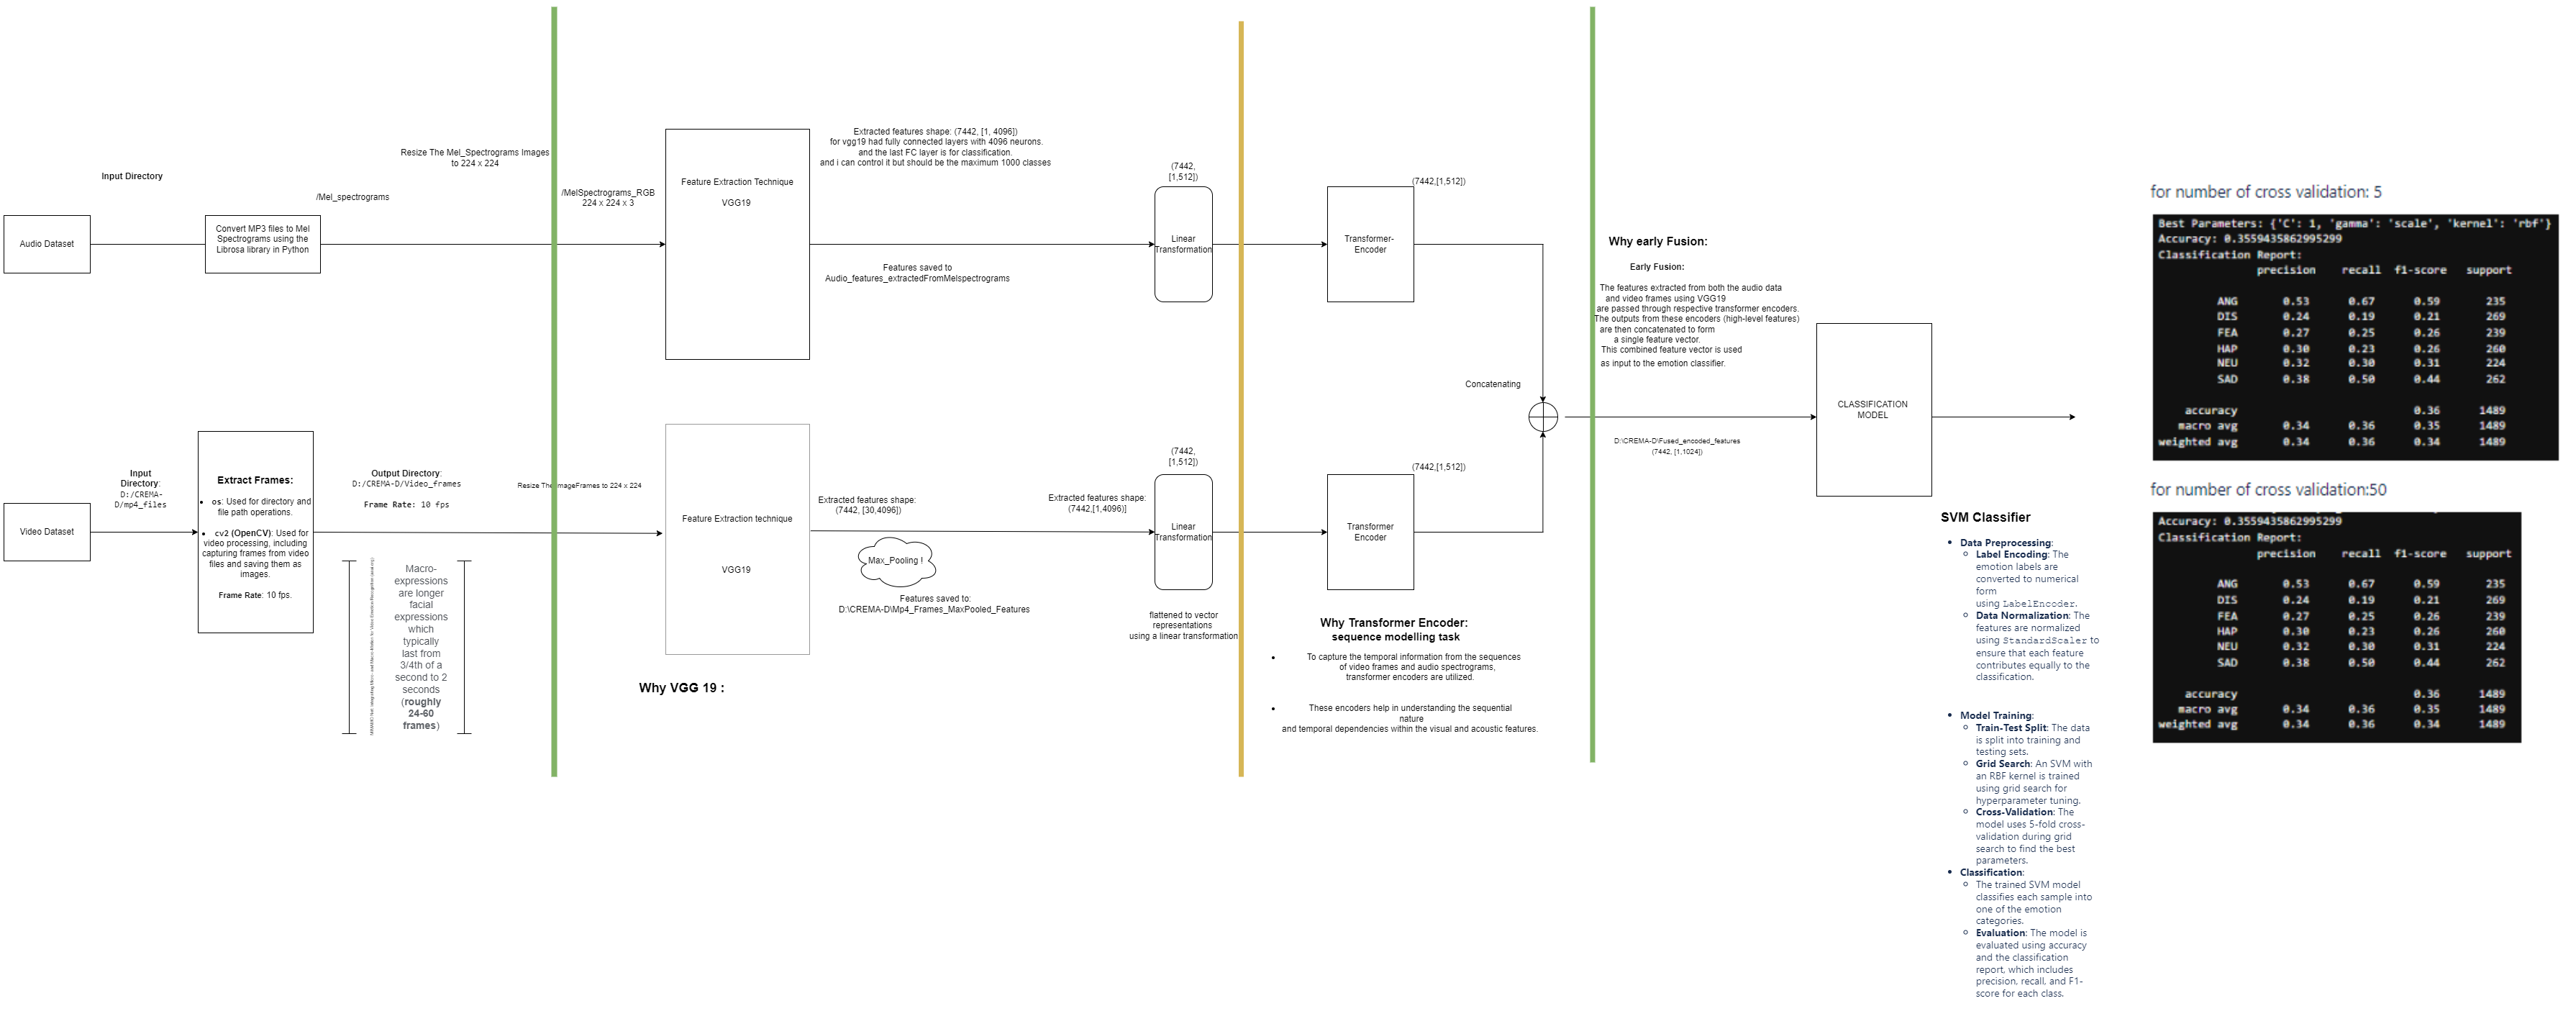 Input Directory
Audio Dataset
Convert MP3 files to Mel
Spectrograms using the
Librosa library in Python
/Mel_spectrograms
Resize The Mel_Spectrograms Images
to 224 x 224
/MelSpectrograms_RGB
224 x 224 x 3
Feature Extraction Technique
VGG19
Extracted features shape: (7442, [1, 4096])
for vgg19 had fully connected layers with 4096 neurons.
and the last FC layer is for classification.
and i can control it but should be the maximum 1000 classes
Features saved to
Audio_features_extractedFromMelspectrograms
(7442,
[1,512])
Linear
Transformation
(7442,[1,512])
Transformer-
Encoder
Video Dataset
Input
Directory:
D:/CREMA-
D/mp4_files
Extract Frames:
os: Used for directory and
file path operations.
cv2 (OpenCV): Used for
video processing, including
capturing frames from video
files and saving them as
images.
Frame Rate: 10 fps.
Output Directory:
D:/CREMA-D/Video_frames
Frame Rate: 10 fps
Macro-
expressions
are longer
facial
expressions
which
typically
last from
3/4th of a
second to 2
seconds
(roughly
24-60
frames)
Resize The imageFrames to 224 x 224
Feature Extraction technique
VGG19
Why VGG 19 :
Extracted features shape:
(7442, [30,4096])
Max_Pooling !
Features saved to:
D:\CREMA-D\Mp4_Frames_MaxPooled_Features
Extracted features shape:
(7442,[1,4096)]
(7442,
[1,512])
Linear
Transformation
flattened to vector
representations
using a linear transformation
(7442,[1,512])
Transformer
Encoder
Why Transformer Encoder:
sequence modelling task
To capture the temporal information from the sequences
of video frames and audio spectrograms,
transformer encoders are utilized.
These encoders help in understanding the sequential
nature
and temporal dependencies within the visual and acoustic features.
Concatenating
Why early Fusion:
Early Fusion:
The features extracted from both the audio data
and video frames using VGG19
are passed through respective transformer encoders.
The outputs from these encoders (high-level features)
are then concatenated to form
a single feature vector.
This combined feature vector is used
as input to the emotion classifier.
D:\CREMA-D\Fused_encoded_features
(7442, [1,1024])
CLASSIFICATION
MODEL
SVM Classifier
Data Preprocessing:
Label Encoding: The
emotion labels are
converted to numerical
form
using LabelEncoder.
Data Normalization: The
features are normalized
using StandardScaler to
ensure that each feature
contributes equally to the
classification.
Model Training:
Train-Test Split: The data
is split into training and
testing sets.
Grid Search: An SVM with
an RBF kernel is trained
using grid search for
hyperparameter tuning.
Cross-Validation: The
model uses 5-fold cross-
validation during grid
search to find the best
parameters.
Classification:
The trained SVM model
classifies each sample into
one of the emotion
categories.
Evaluation: The model is
evaluated using accuracy
and the classification
report, which includes
precision, recall, and F1-
score for each class.
for number of cross validation: 5
Best Parameters: {'C': 1, 'gamma': 'scale', 'kernel': 'rbf'}
Accuracy: 0.3559435862995299
Classification Report:
precision recall f1-score support
ANG 0.53 0.67 0.59 235
DIS 0.24 0.19 0.21 269
FEA 0.27 0.25 0.26 239
HAP 0.30 0.23 0.26 260
NEU 0.32 0.30 0.31 224
SAD 0.38 0.50 0.44 262
accuracy 0.36 1489
macro avg 0.34 0.36 0.35 1489
weighted avg 0.34 0.36 0.34 1489
for number of cross validation:50
Accuracy: 0.3559435862995299
Classification Report:
precision recall f1-score support
ANG 0.53 0.67 0.59 235
DIS 0.24 0.19 0.21 269
FEA 0.27 0.25 0.26 239
HAP 0.30 0.23 0.26 260
NEU 0.32 0.30 0.31 224
SAD 0.38 0.50 0.44 262
accuracy 0.36 1489
macro avg 0.34 0.36 0.35 1489
weighted avg 0.34 0.36 0.34 1489